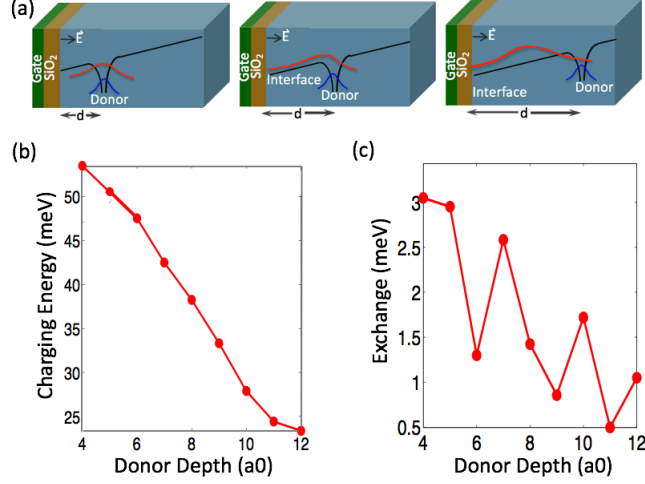 (a)
Gate
SiO₂
E
Donor
d
Gate
SiO₂
E
Interface
Donor
d
Gate
SiO₂
E
Interface
Donor
d
(b)
Charging Energy (meV)
50
45
40
35
30
25
4 6 8 10 12
Donor Depth (a0)
(c)
Exchange (meV)
3
2.5
2
1.5
1
0.5
4 6 8 10 12
Donor Depth (a0)